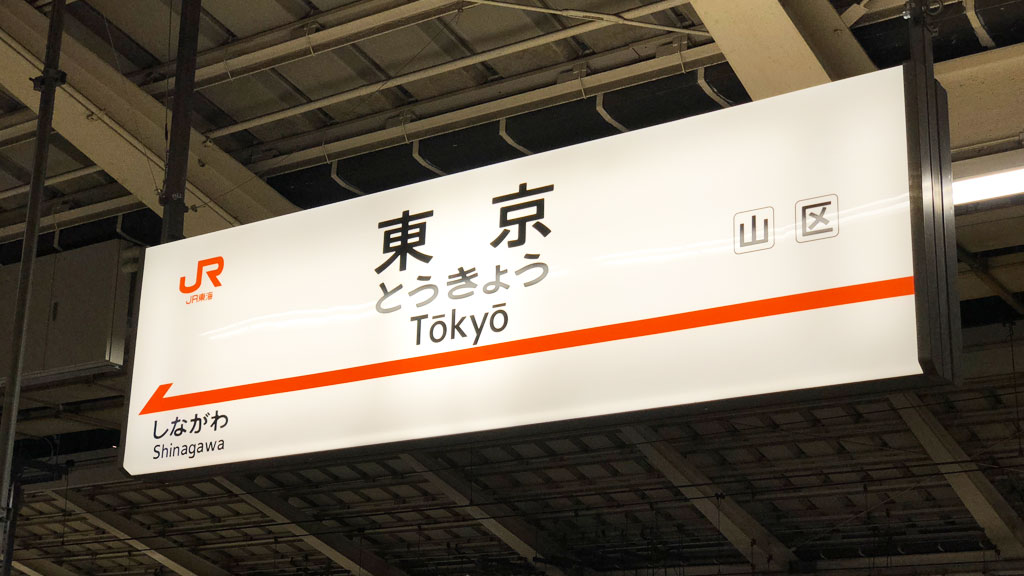 JR
JR東海
東京
とうきょう
Tōkyō
山 区
しながわ
Shinagawa